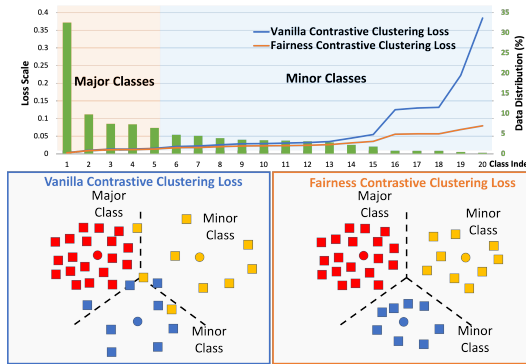 0.4
0.35
0.3
0.25
0.2
0.15
0.1
0.05
0
Loss Scale
Vanilla Contrastive Clustering Loss
Fairness Contrastive Clustering Loss
Major Classes
Minor Classes
35
30
25
20
15
10
5
0
Data Distribution (%)
1 2 3 4 5 6 7 8 9 10 11 12 13 14 15 16 17 18 19 20 Class Index
Vanilla Contrastive Clustering Loss
Major
Class
Minor
Class
Minor
Class
Fairness Contrastive Clustering Loss
Major
Class
Minor
Class
Minor
Class